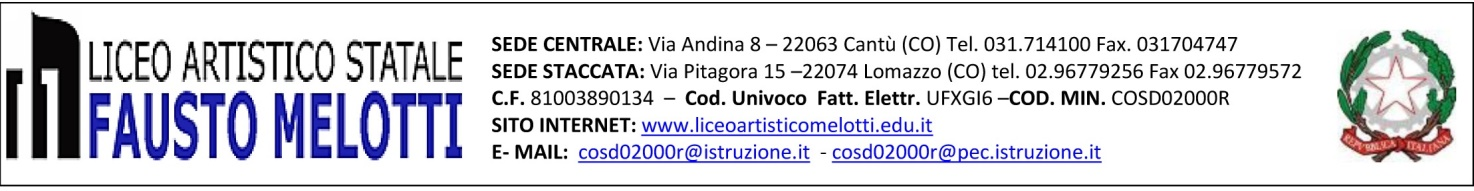 LICEO ARTISTICO STATALE
FAUSTO MELOTTI
SEDE CENTRALE: Via Andina 8 – 22063 Cantù (CO) Tel. 031.714100 Fax. 031704747
SEDE STACCATA: Via Pitagora 15 –22074 Lomazzo (CO) tel. 02.96779256 Fax 02.96779572
C.F. 81003890134 – Cod. Univoco Fatt. Elettr. UFXGI6 –COD. MIN. COSD02000R
SITO INTERNET: www.liceoartisticomelotti.edu.it
E- MAIL: cosd02000r@istruzione.it - cosd02000r@pec.istruzione.it
REPVBBLICA ITALIANA